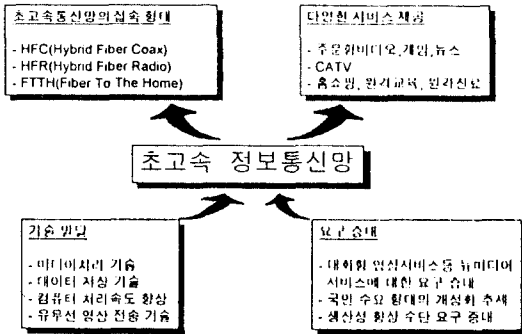 초고속통신망의 접속 형태
- HFC(Hybrid Fiber Coax)
- HFR(Hybrid Fiber Radio)
- FTTH(Fiber To The Home)
다양한 서비스 제공
- 주문형비디오,게임,뉴스
- CATV
- 홈쇼핑, 원격교육, 원격진료
초고속 정보통신망
기술 발달
- 미디어처리 기술
- 데이터 저장 기술
- 컴퓨터 처리속도 향상
- 유무선 영상 전송 기술
요구 증대
- 대화형 영상서비스등 뉴미디어
서비스에 대한 요구 증대
- 국민 수요 형태의 개성화 추세
- 생산성 향상 수단 요구 증대